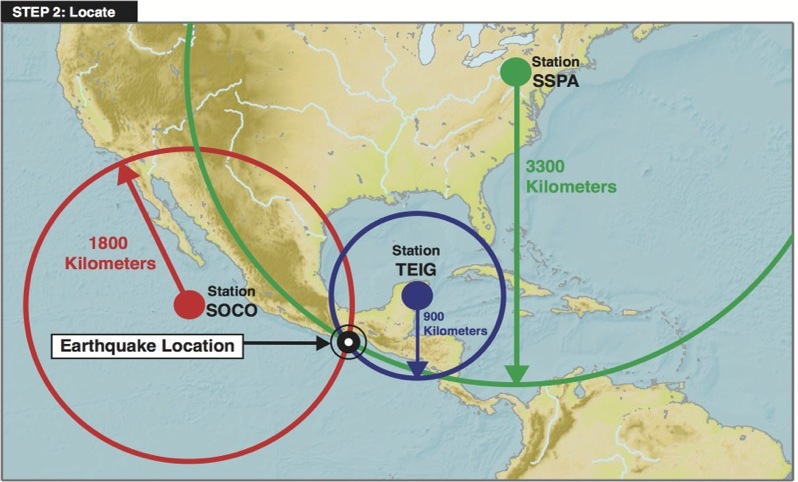 STEP 2: Locate
Station
SSPA
3300
Kilometers
1800
Kilometers
Station
TEIG
Station
SOCO
900
Kilometers
Earthquake Location